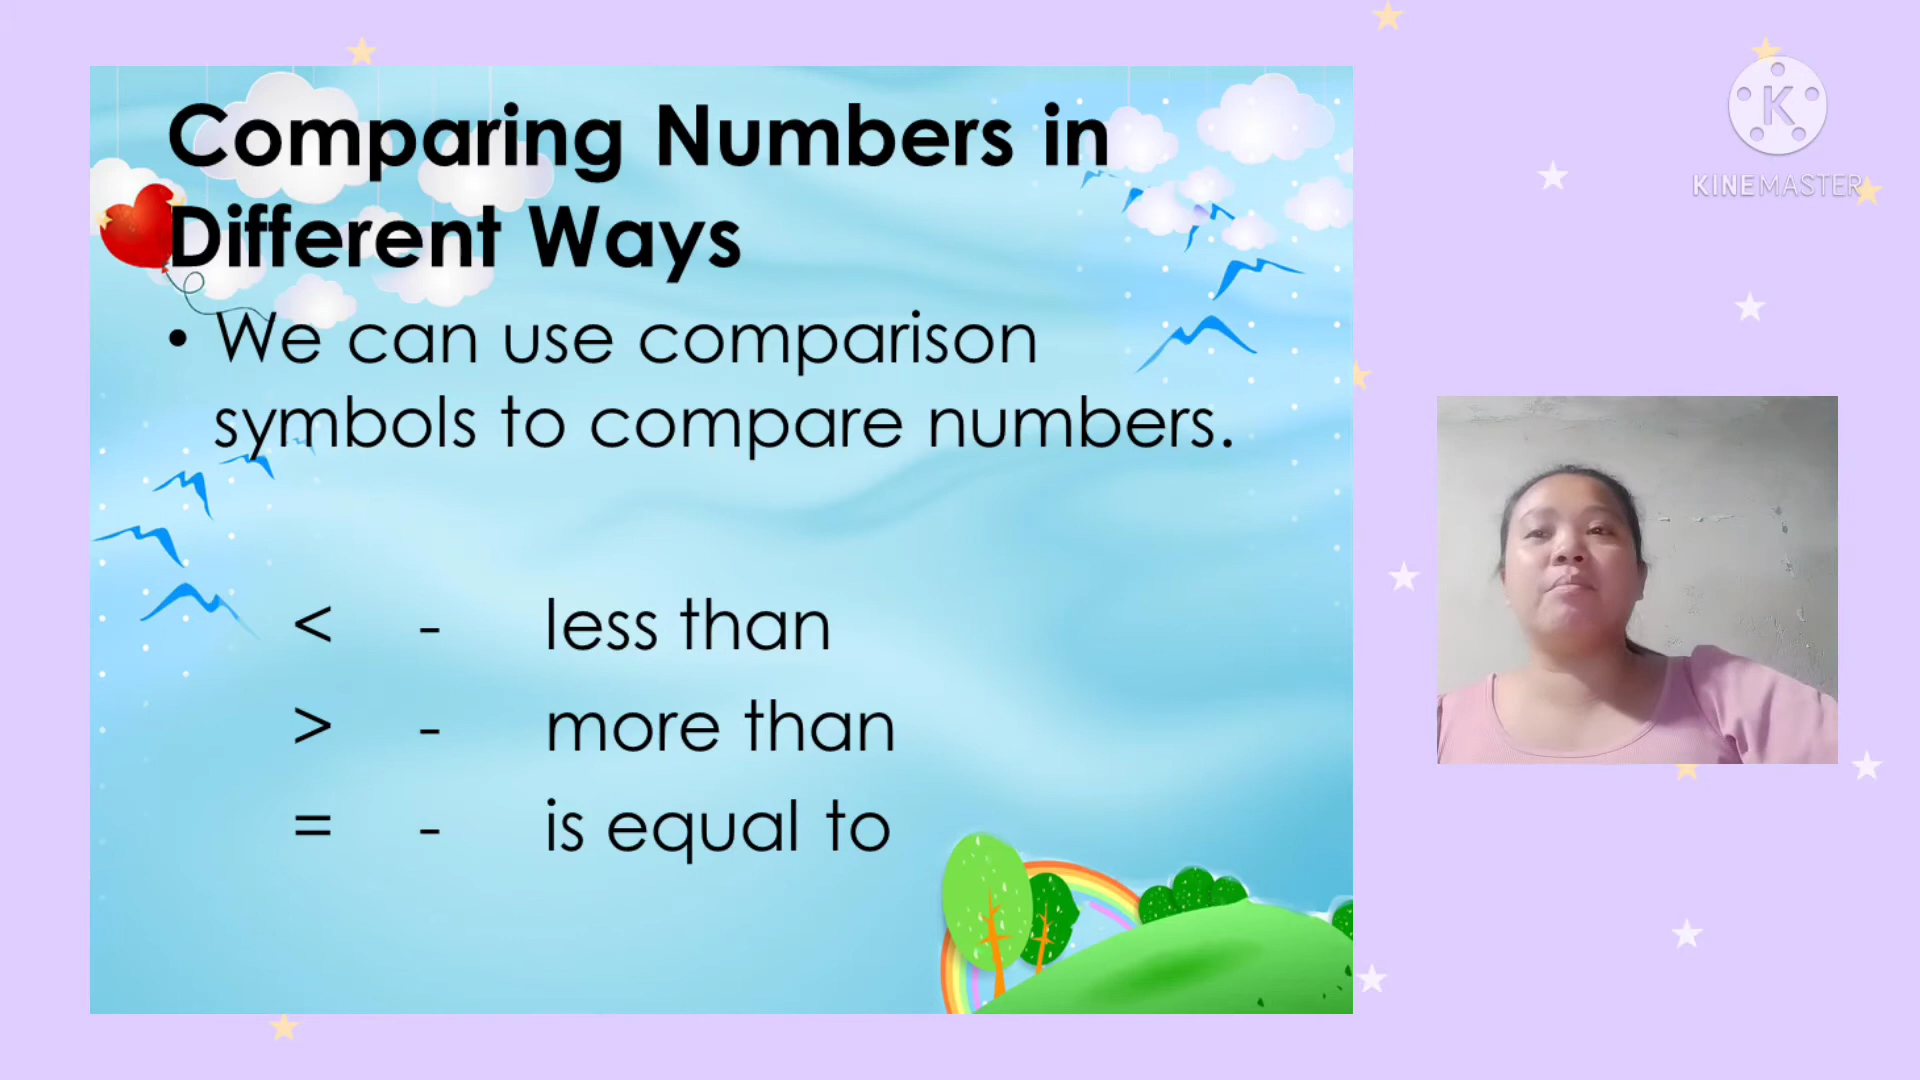 Comparing Numbers in
Different Ways
• We can use comparison
symbols to compare numbers.
< - less than
> - more than
= - is equal to
K
KINEMASTER